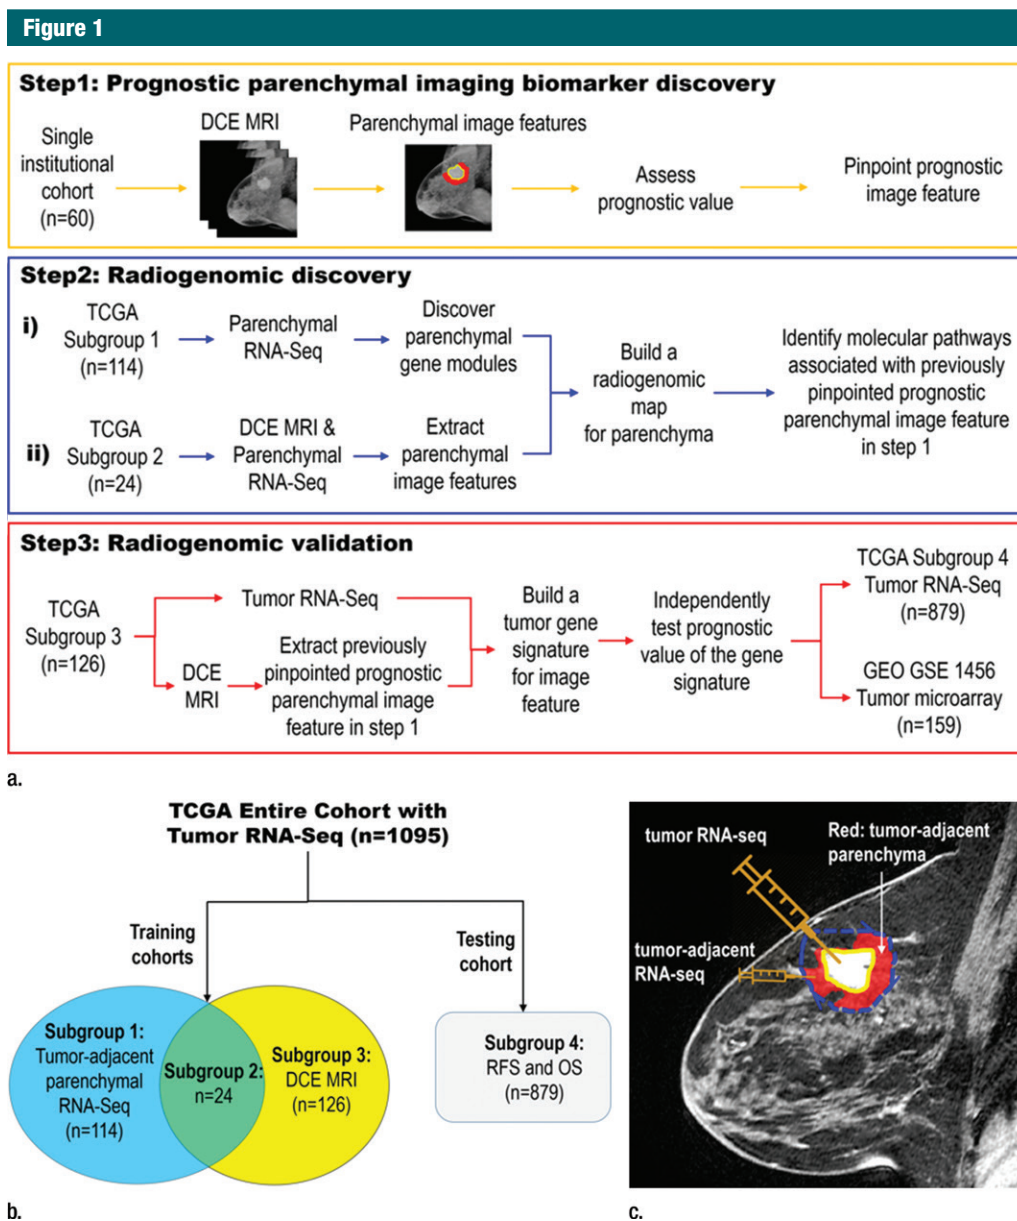 Figure 1
Step1: Prognostic parenchymal imaging biomarker discovery
Single
institutional
cohort
(n=60)
DCE MRI
Parenchymal image features
Assess
prognostic value
Pinpoint prognostic
image feature
Step2: Radiogenomic discovery
i)
TCGA
Subgroup 1
(n=114)
Parenchymal
RNA-Seq
Discover
parenchymal
gene modules
ii)
TCGA
Subgroup 2
(n=24)
DCE MRI &
Parenchymal
RNA-Seq
Extract
parenchymal
image features
Build a
radiogenomic
map
for parenchyma
Identify molecular pathways
associated with previously
pinpointed prognostic
parenchymal image feature
in step 1
Step3: Radiogenomic validation
TCGA
Subgroup 3
(n=126)
Tumor RNA-Seq
DCE
MRI
Extract previously
pinpointed prognostic
parenchymal image
feature in step 1
Build a
tumor gene
signature
for image
feature
Independently
test prognostic
value of the gene
signature
TCGA Subgroup 4
Tumor RNA-Seq
(n=879)
GEO GSE 1456
Tumor microarray
(n=159)
a.
TCGA Entire Cohort with
Tumor RNA-Seq (n=1095)
Training
cohorts
Testing
cohort
Subgroup 1:
Tumor-adjacent
parenchymal
RNA-Seq
(n=114)
Subgroup 2:
n=24
Subgroup 3:
DCE MRI
(n=126)
Subgroup 4:
RFS and OS
(n=879)
b.
tumor RNA-seq
Red: tumor-adjacent
parenchyma
tumor-adjacent
RNA-seq
c.